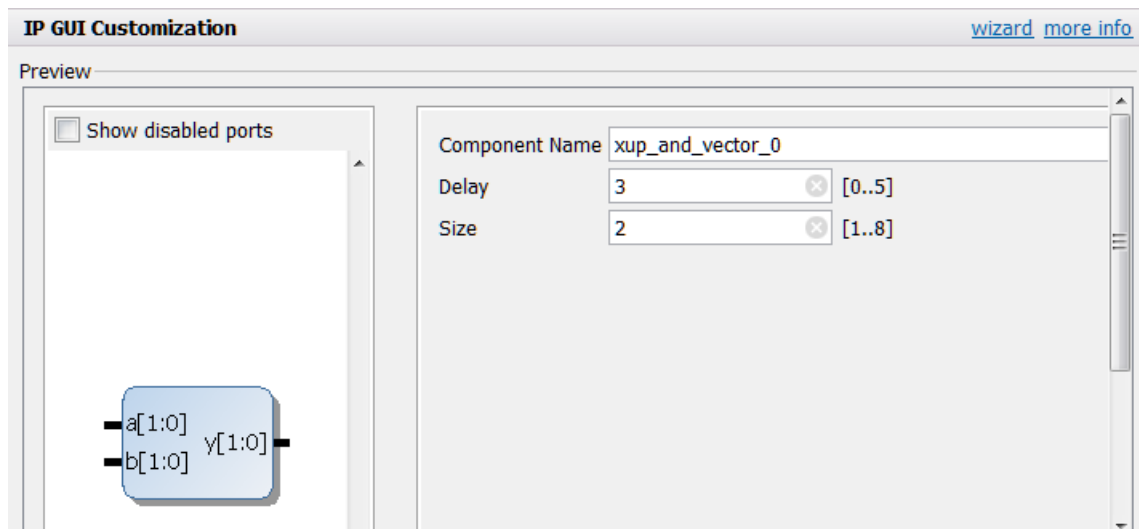 IP GUI Customization wizard more info
Preview
Show disabled ports
Component Name xup_and_vector_0
Delay 3 [0..5]
Size 2 [1..8]
a[1:0]
y[1:0]
b[1:0]